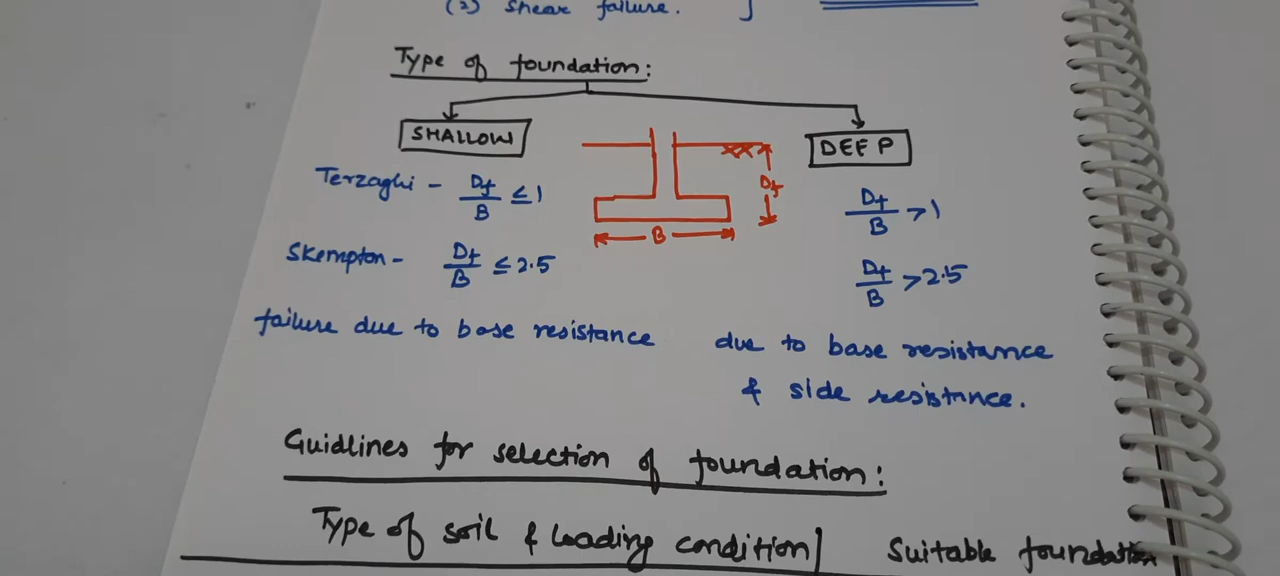 (2) Shear failure. ]
Type of foundation:
SHALLOW
DEEP
Terzaghi - Df/B ≤ 1
Df
Df/B > 1
B
Skempton - Df/B ≤ 2.5
Df/B > 2.5
failure due to base resistance
due to base resistance
& side resistance.
Guidlines for selection of foundation:
Type of soil & loading condition | Suitable foundation